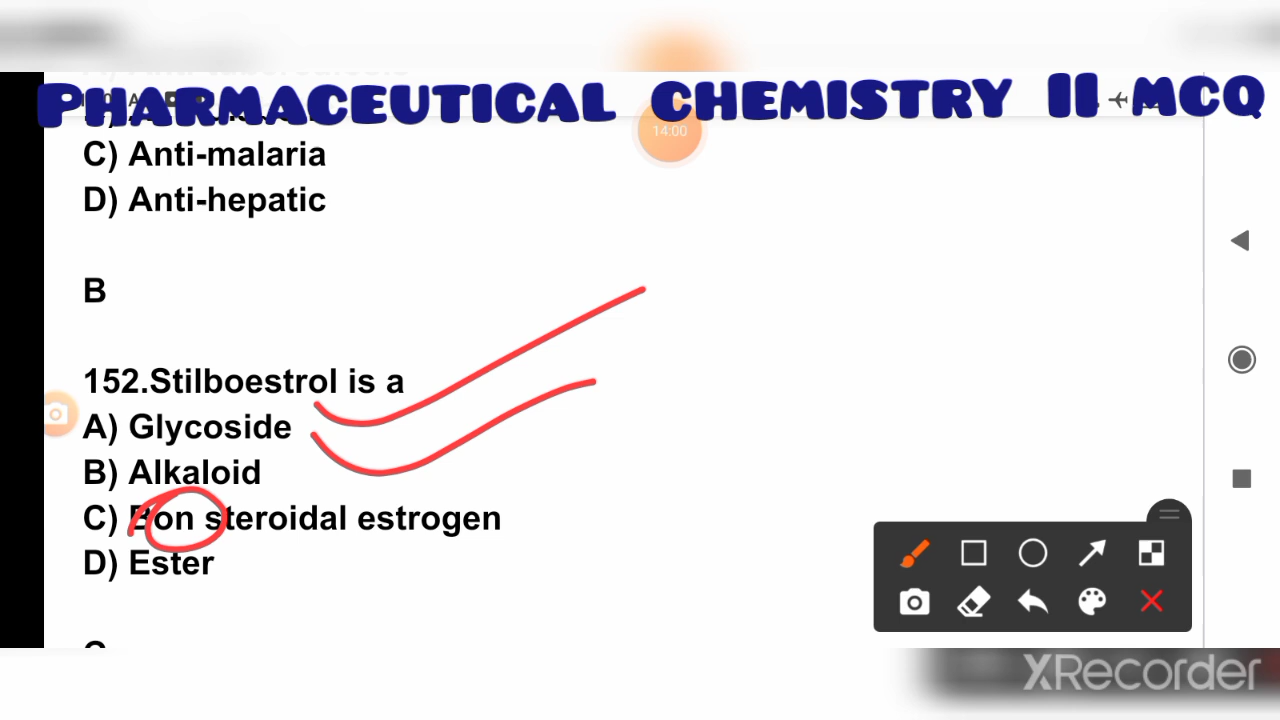 PHARMACEUTICAL CHEMISTRY II MCQ
14:00
C) Anti-malaria
D) Anti-hepatic
B
152.Stilboestrol is a
A) Glycoside
B) Alkaloid
C) Bon steroidal estrogen
D) Ester
XRecorder